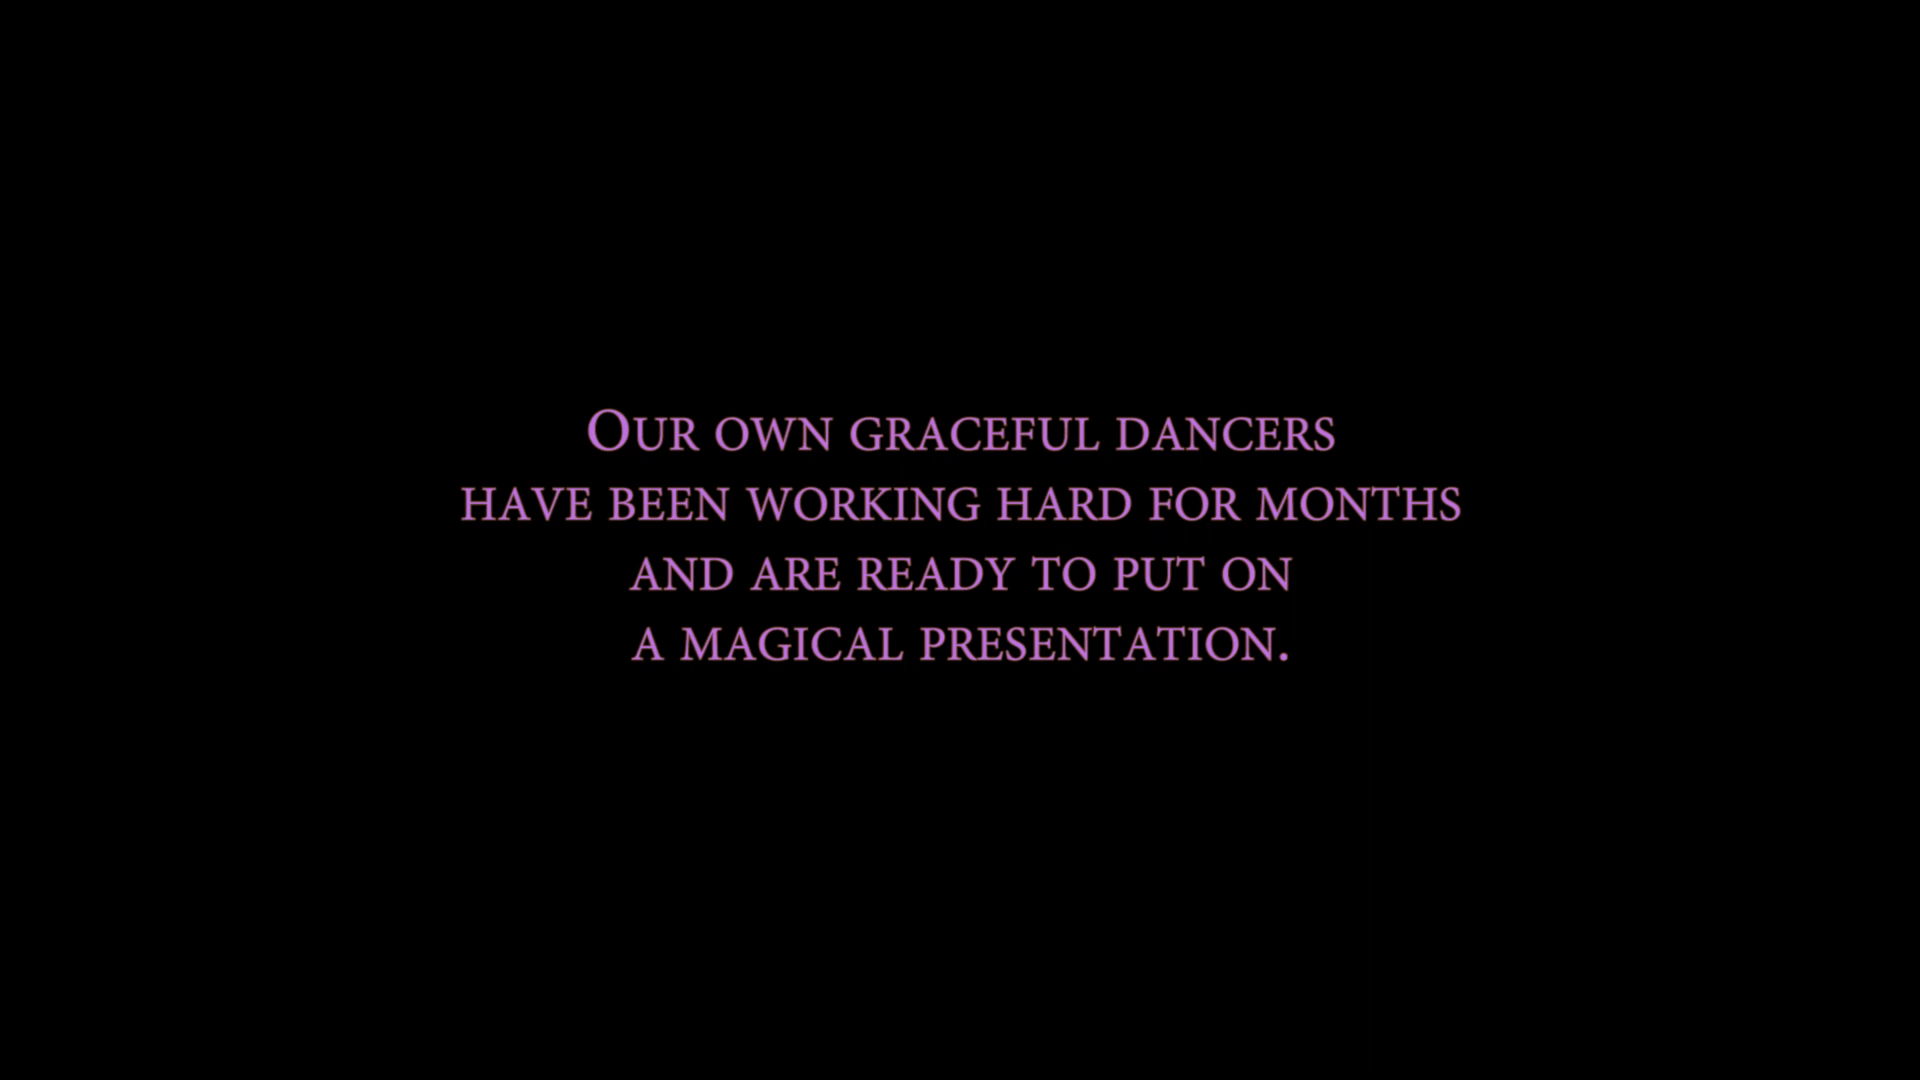 Our own graceful dancers
have been working hard for months
and are ready to put on
a magical presentation.